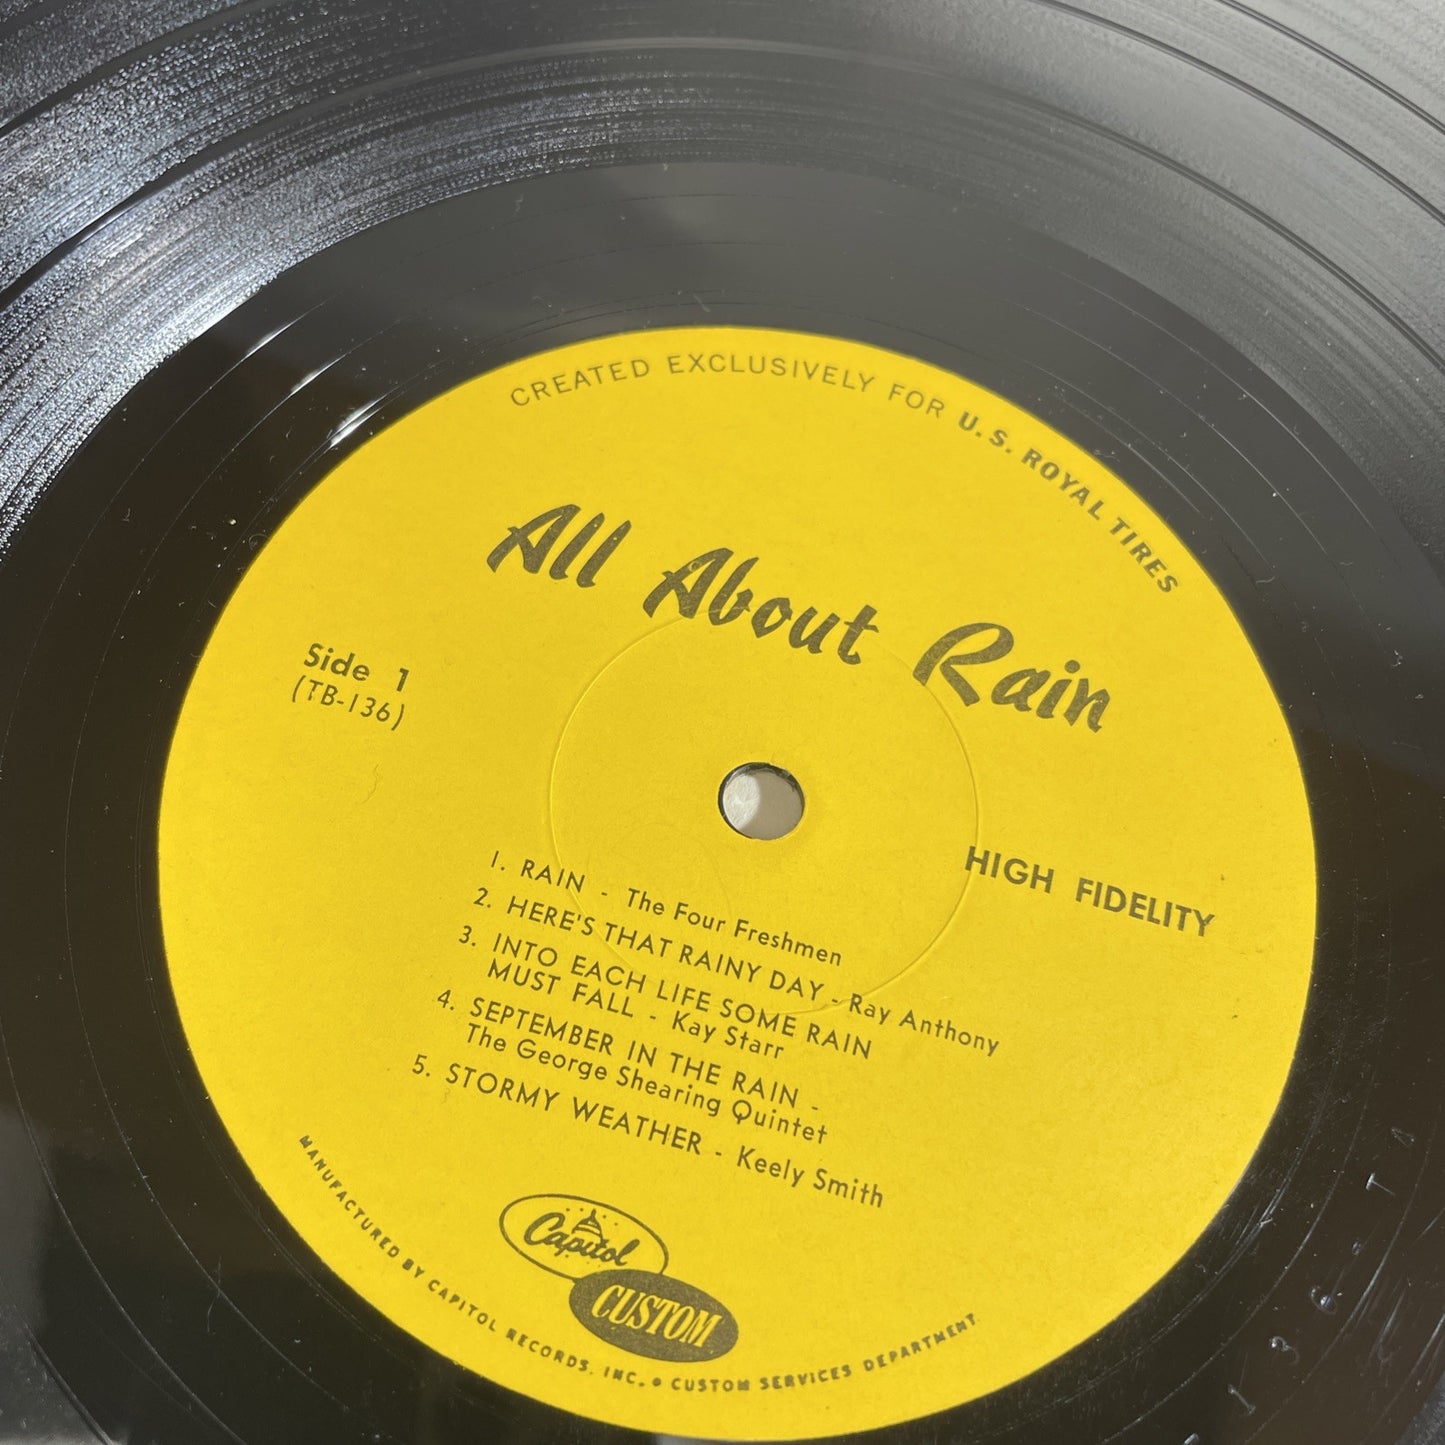 CREATED EXCLUSIVELY FOR U.S. ROYAL TIRES
All About Rain
Side 1
(TB-136)
HIGH FIDELITY
1. RAIN - The Four Freshmen
2. HERE'S THAT RAINY DAY - Ray Anthony
3. INTO EACH LIFE SOME RAIN
MUST FALL - Kay Starr
4. SEPTEMBER IN THE RAIN -
The George Shearing Quintet
5. STORMY WEATHER - Keely Smith
Capitol
CUSTOM
MANUFACTURED BY CAPITOL RECORDS, INC. • CUSTOM SERVICES DEPARTMENT.